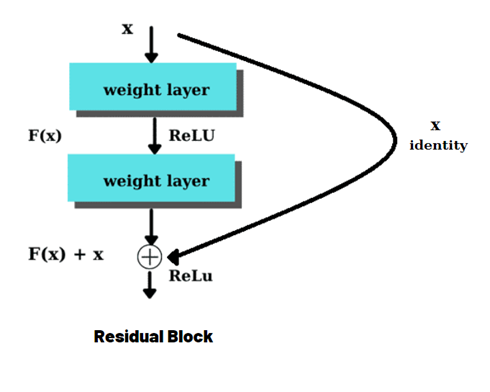 x
weight layer
F(x)
ReLU
x
identity
weight layer
F(x) + x
ReLu
Residual Block